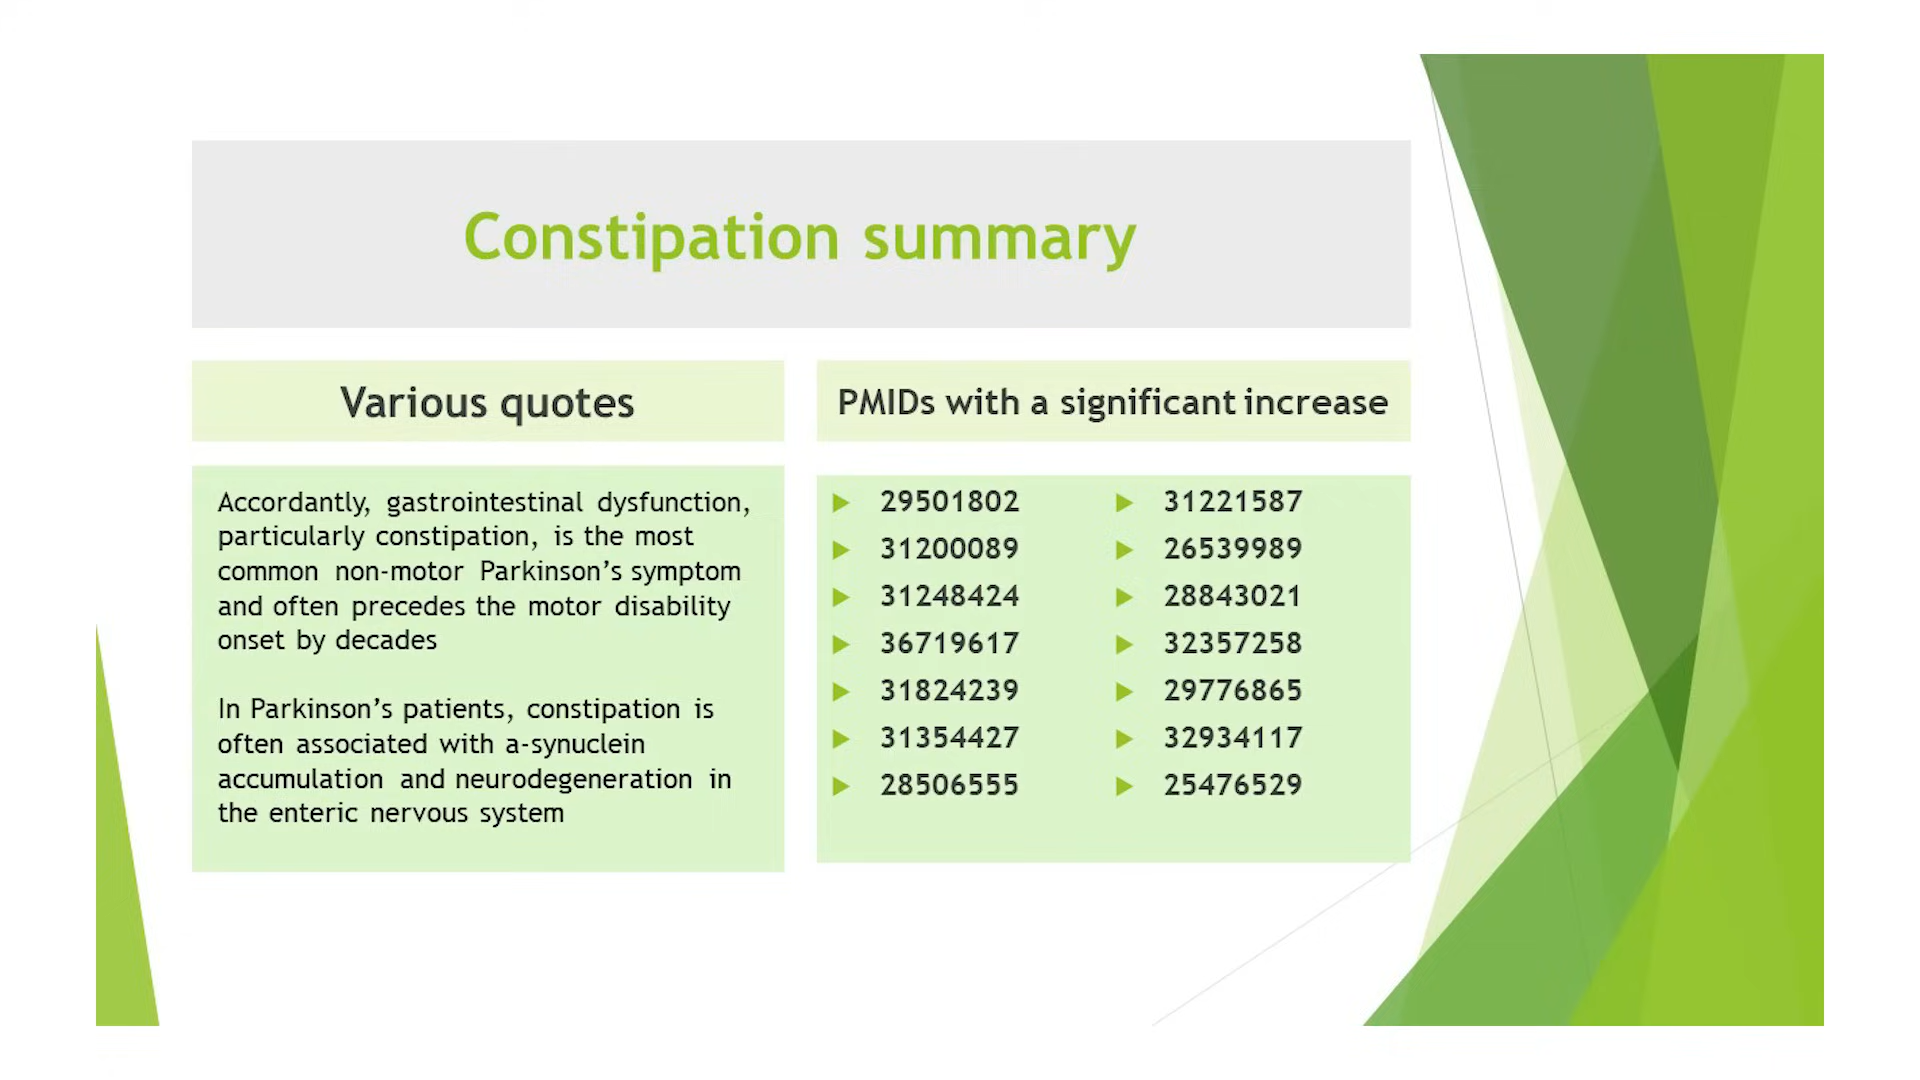 Constipation summary
Various quotes
Accordantly, gastrointestinal dysfunction,
particularly constipation, is the most
common non-motor Parkinson’s symptom
and often precedes the motor disability
onset by decades
In Parkinson’s patients, constipation is
often associated with a-synuclein
accumulation and neurodegeneration in
the enteric nervous system
PMIDs with a significant increase
29501802
31200089
31248424
36719617
31824239
31354427
28506555
31221587
26539989
28843021
32357258
29776865
32934117
25476529